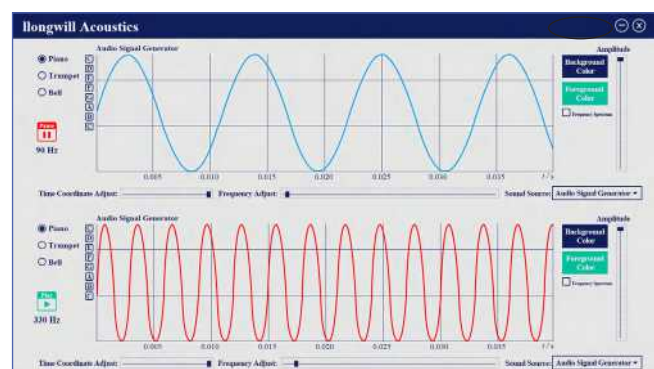 llongwill Acoustics
Audio Signal Generator
Amplitude
Piano
Trumpet
Bell
C
D
E
F
G
A
B
C
Background Color
Foreground Color
Frequency Spectrum
Pause
90 Hz
0.005 0.010 0.015 0.020 0.025 0.030 0.035 t / s
Time Coordinate Adjust: Frequency Adjust: Sound Source: Audio Signal Generator
Audio Signal Generator
Amplitude
Piano
Trumpet
Bell
C
D
E
F
G
A
B
C
Background Color
Foreground Color
Frequency Spectrum
Play
330 Hz
0.005 0.010 0.015 0.020 0.025 0.030 0.035 t / s
Time Coordinate Adjust: Frequency Adjust: Sound Source: Audio Signal Generator